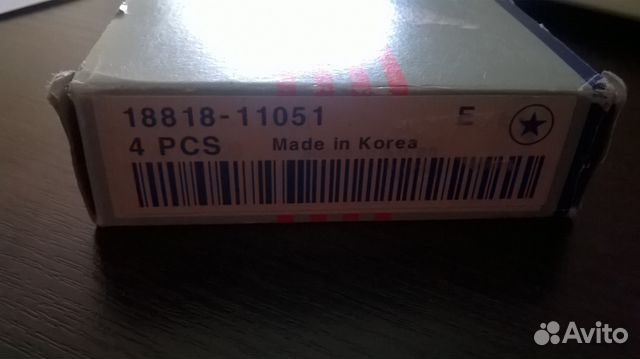 18818-11051 E
4 PCS Made in Korea
Avito